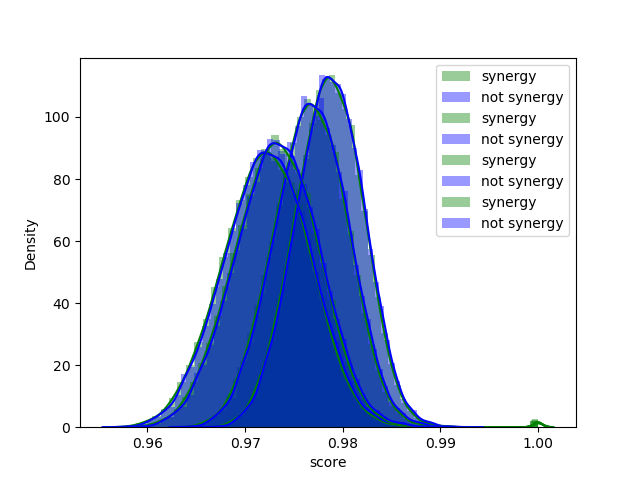 synergy
not synergy
synergy
not synergy
synergy
not synergy
synergy
not synergy
100
80
60
40
20
0
Density
0.96 0.97 0.98 0.99 1.00
score